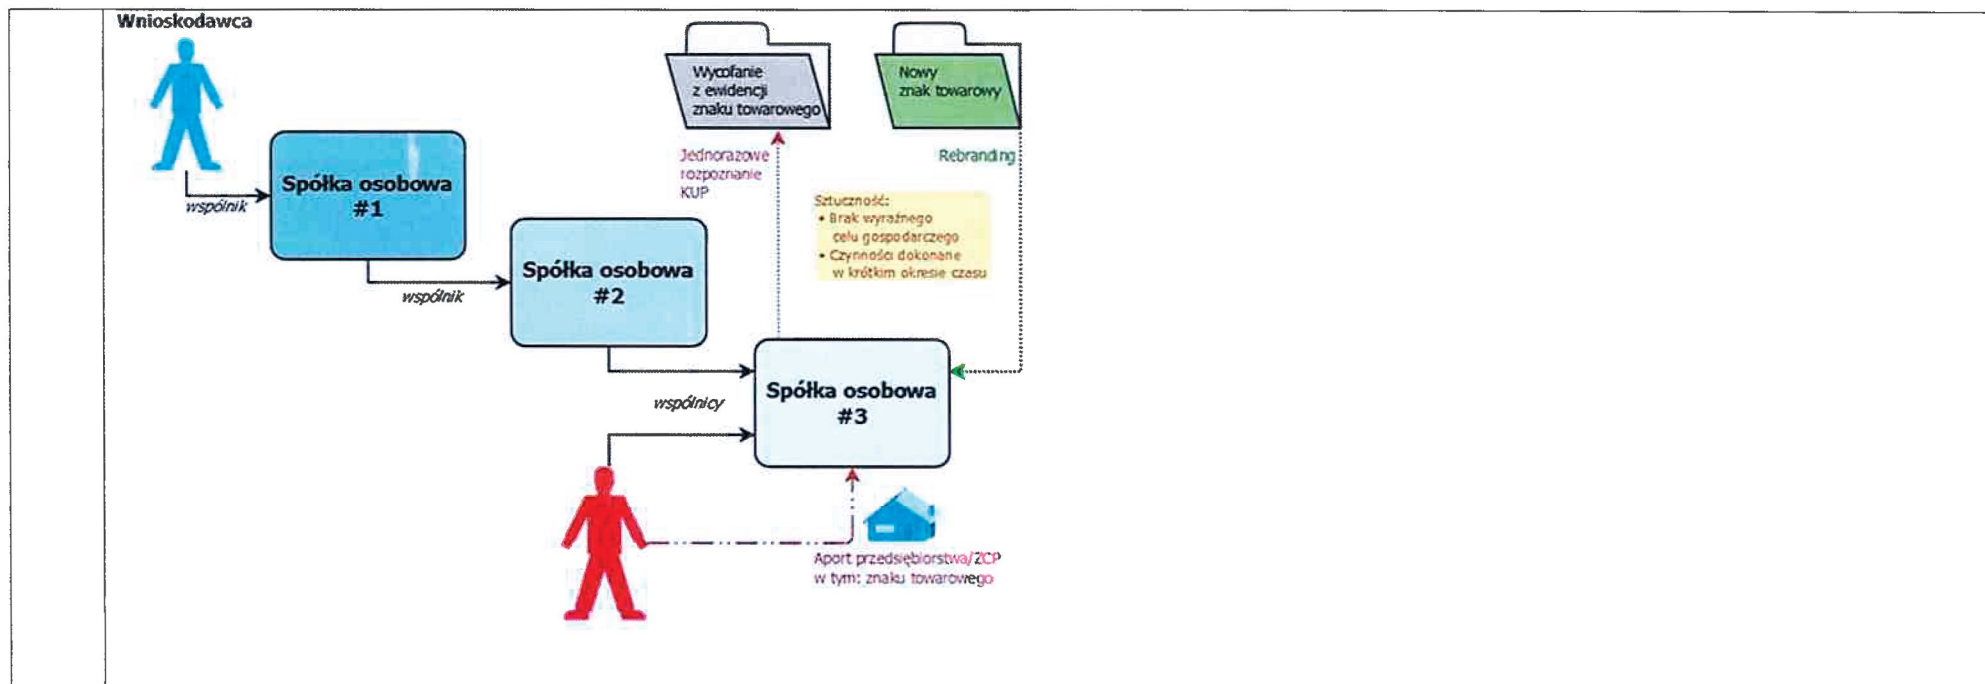 Wnioskodawca
Wycofanie
z ewidencji
znaku towarowego
Nowy
znak towarowy
Jednorazowe
rozpoznanie
KUP
Rebranding
Spółka osobowa
#1
wspólnik
Sztuczność:
• Brak wyraźnego
celu gospodarczego
• Czynności dokonane
w krótkim okresie czasu
Spółka osobowa
#2
wspólnik
Spółka osobowa
#3
wspólnicy
Aport przedsiębiorstwa/ZCP
w tym: znaku towarowego